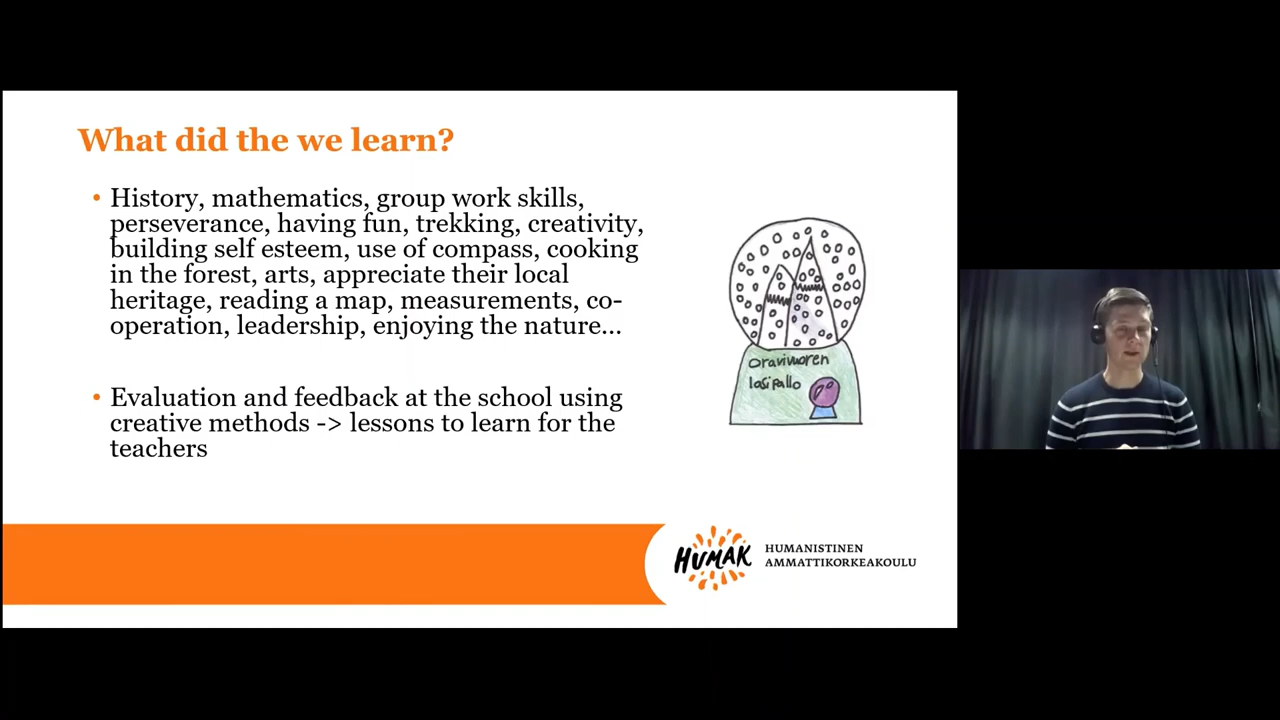 What did the we learn?
• History, mathematics, group work skills,
perseverance, having fun, trekking, creativity,
building self esteem, use of compass, cooking
in the forest, arts, appreciate their local
heritage, reading a map, measurements, co-
operation, leadership, enjoying the nature...
• Evaluation and feedback at the school using
creative methods -> lessons to learn for the
teachers
Oravivuoren
lasipallo
HUMAK
HUMANISTINEN
AMMATTIKORKEAKOULU